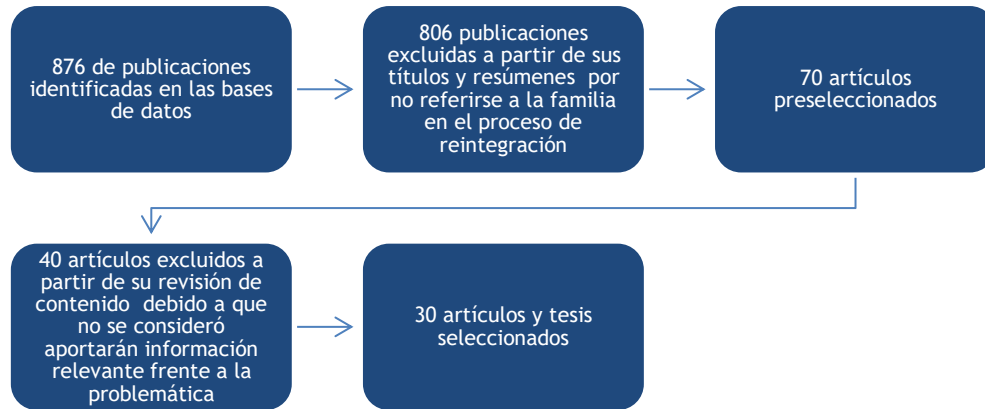 876 de publicaciones
identificadas en las bases
de datos
806 publicaciones
excluidas a partir de sus
títulos y resúmenes por
no referirse a la familia
en el proceso de
reintegración
70 artículos
preseleccionados
40 artículos excluidos a
partir de su revisión de
contenido debido a que
no se consideró
aportarán información
relevante frente a la
problemática
30 artículos y tesis
seleccionados